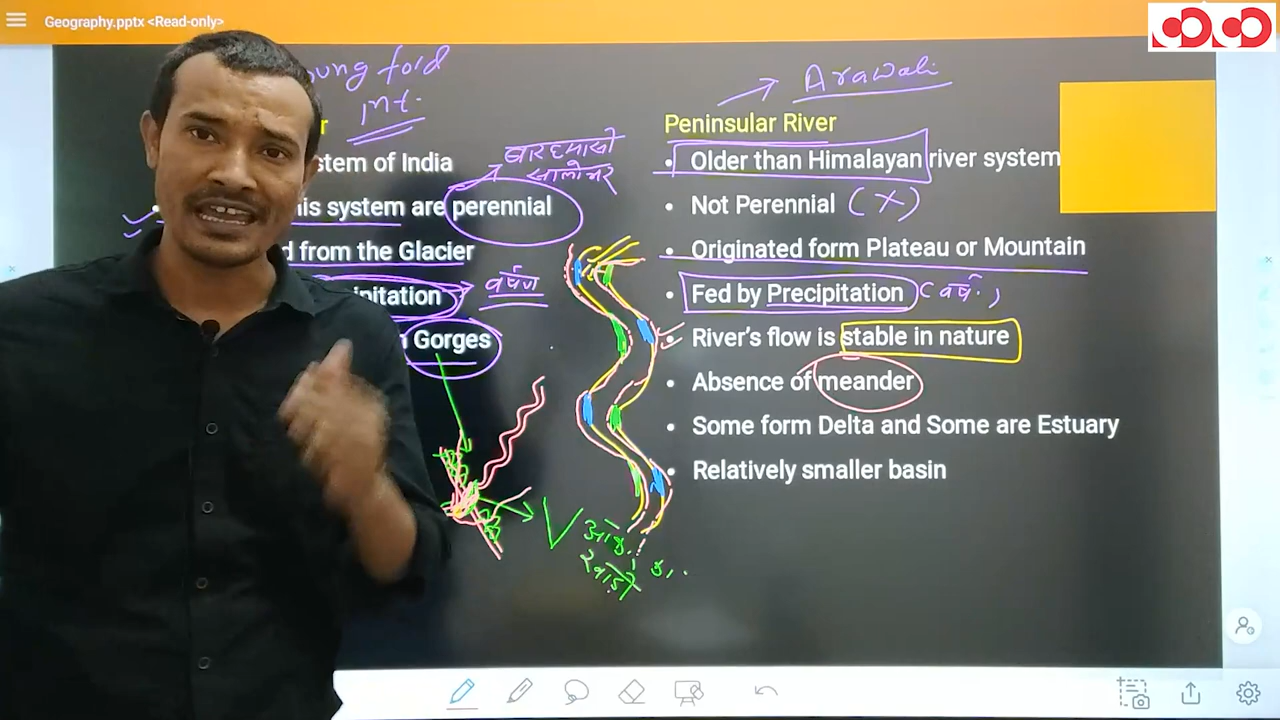 Geography.pptx <Read-only>
oung fold
mt.
r
stem of India
बारहमासी
सालोभर
his system are perennial
d from the Glacier
ipitation
वर्षण
n Gorges
V
Arawali
Peninsular River
• Older than Himalayan river system
• Not Perennial (X)
• Originated form Plateau or Mountain
• Fed by Precipitation (वर्षा)
• River's flow is stable in nature
• Absence of meander
• Some form Delta and Some are Estuary
• Relatively smaller basin